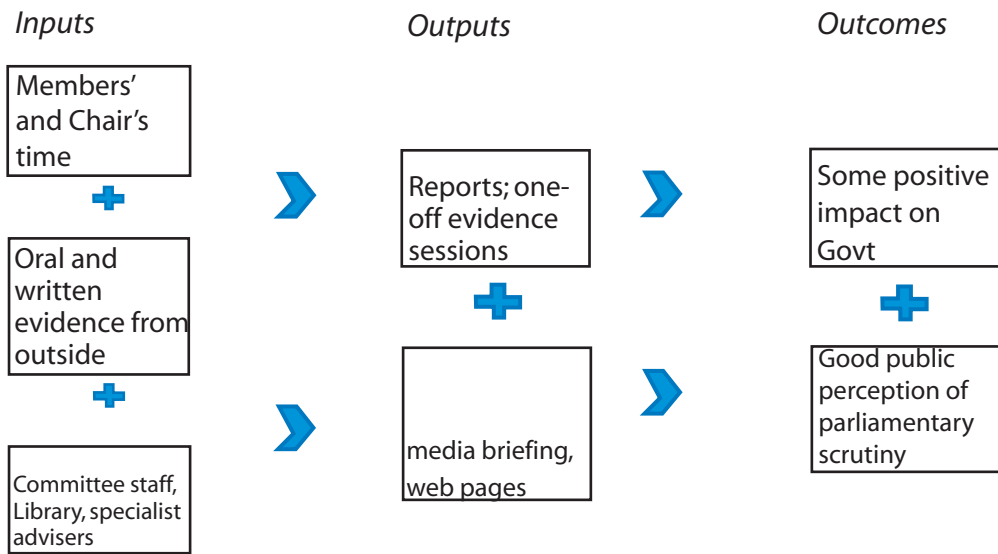 Inputs
Outputs
Outcomes
Members’
and Chair’s
time
Oral and
written
evidence from
outside
Committee staff,
Library, specialist
advisers
Reports; one-
off evidence
sessions
media briefing,
web pages
Some positive
impact on
Govt
Good public
perception of
parliamentary
scrutiny